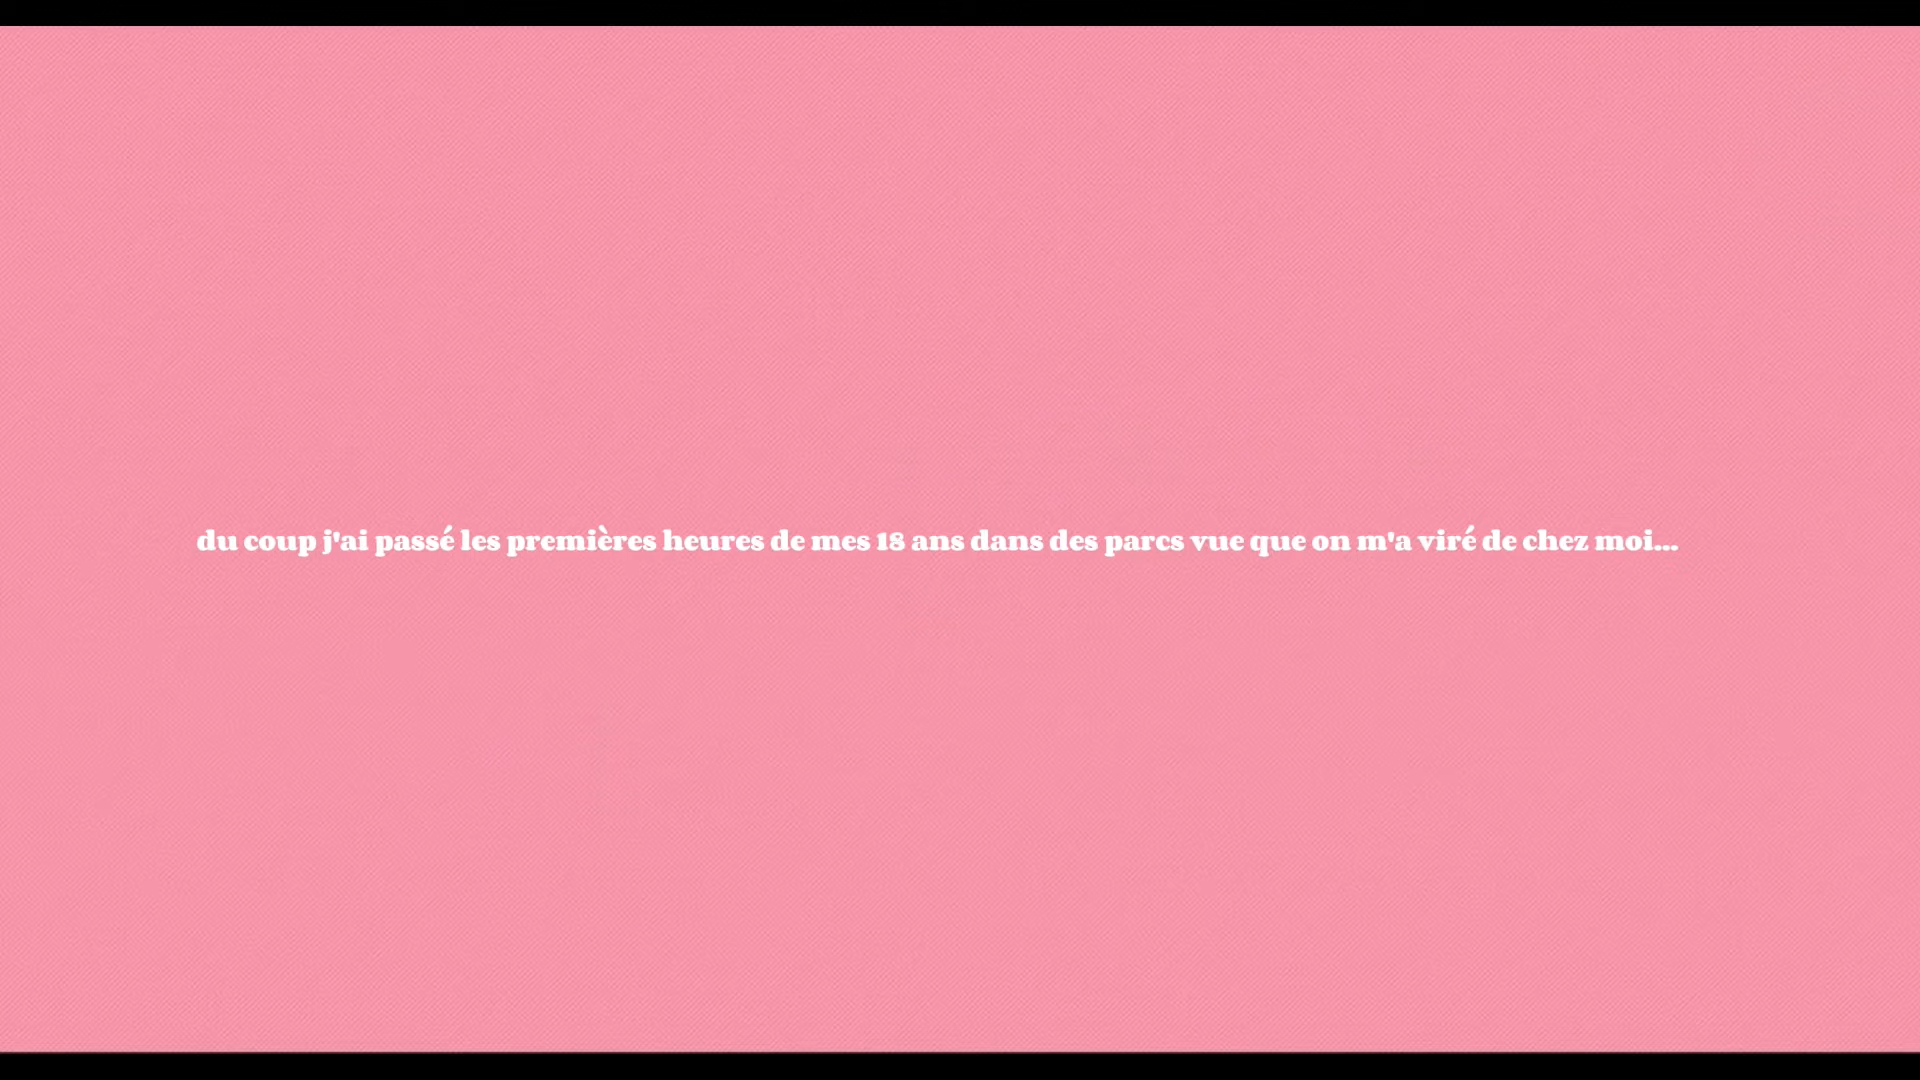 du coup j'ai passé les premières heures de mes 18 ans dans des parcs vue que on m'a viré de chez moi...